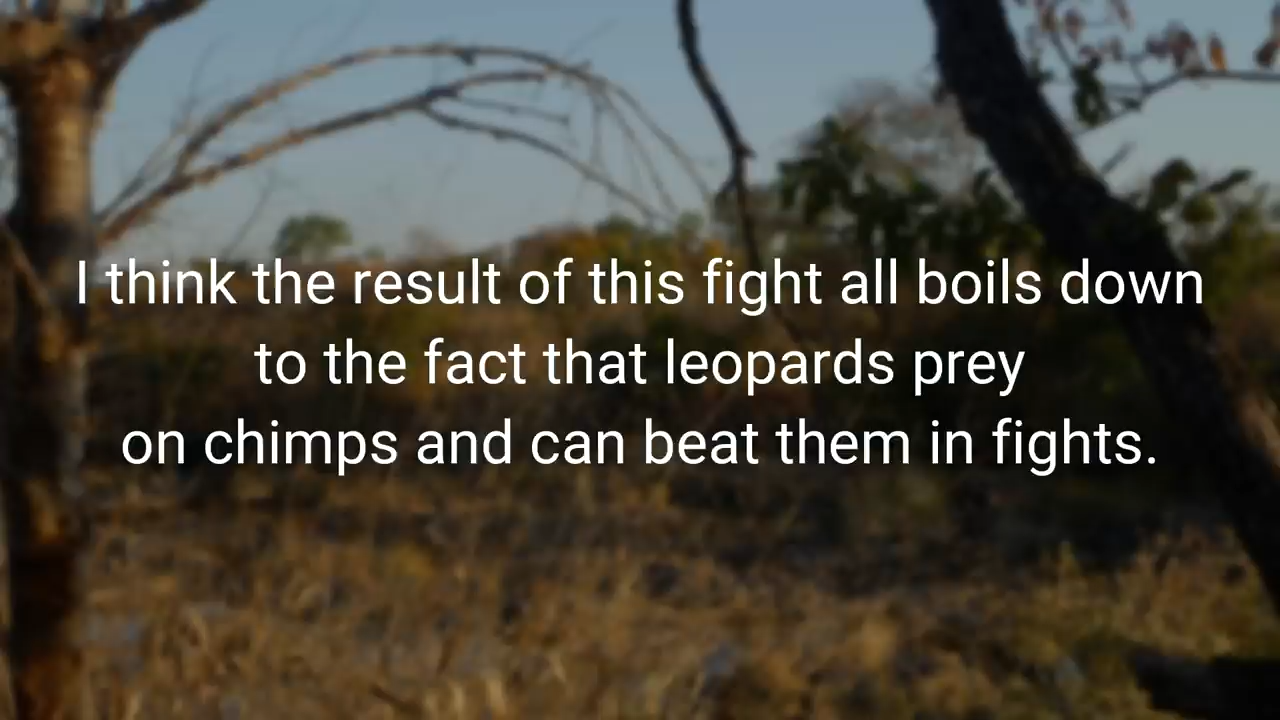 I think the result of this fight all boils down
to the fact that leopards prey
on chimps and can beat them in fights.